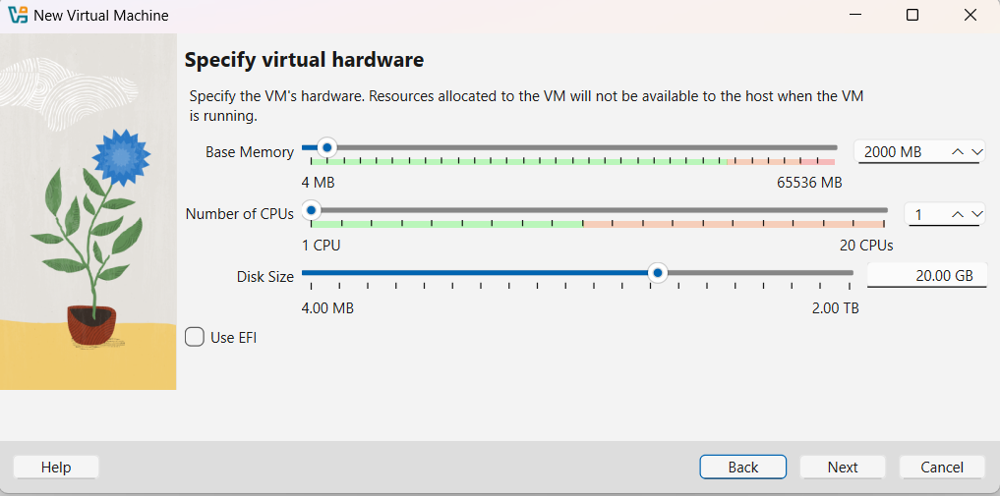 New Virtual Machine
Specify virtual hardware
Specify the VM's hardware. Resources allocated to the VM will not be available to the host when the VM
is running.
Base Memory
2000 MB
4 MB
65536 MB
Number of CPUs
1
1 CPU
20 CPUs
Disk Size
20.00 GB
4.00 MB
2.00 TB
Use EFI
Help
Back
Next
Cancel